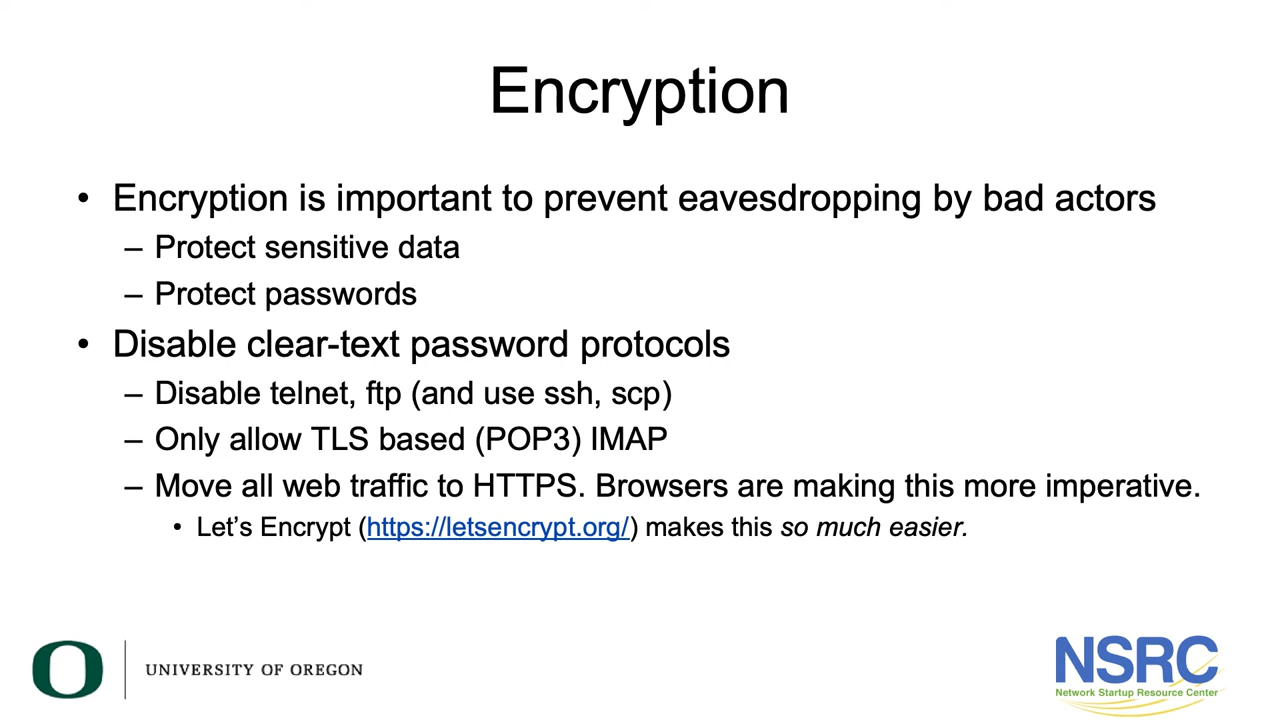 Encryption
• Encryption is important to prevent eavesdropping by bad actors
– Protect sensitive data
– Protect passwords
• Disable clear-text password protocols
– Disable telnet, ftp (and use ssh, scp)
– Only allow TLS based (POP3) IMAP
– Move all web traffic to HTTPS. Browsers are making this more imperative.
• Let’s Encrypt (https://letsencrypt.org/) makes this so much easier.
O
UNIVERSITY OF OREGON
NSRC
Network Startup Resource Center